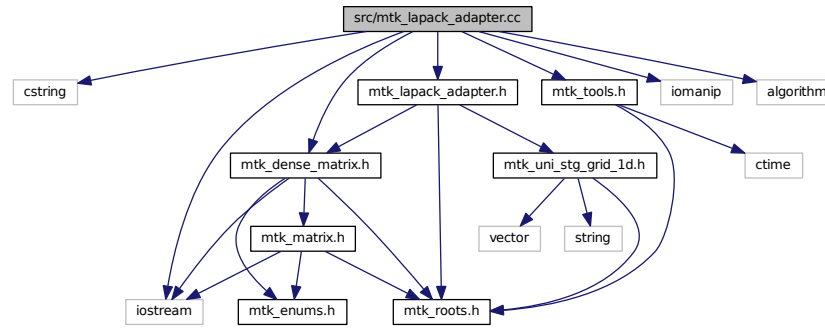 src/mtk_lapack_adapter.cc
cstring
mtk_lapack_adapter.h
mtk_tools.h
iomanip
algorithm
mtk_dense_matrix.h
mtk_uni_stg_grid_1d.h
ctime
mtk_matrix.h
vector
string
iostream
mtk_enums.h
mtk_roots.h